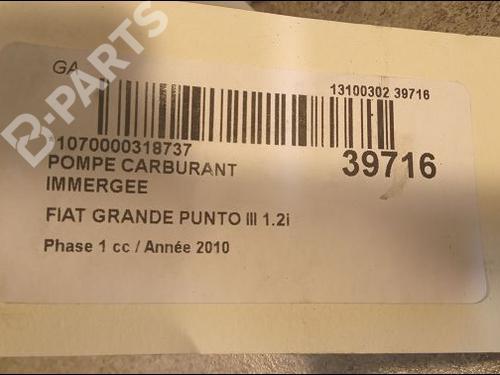 B-PARTS
GA
13100302 39716
1070000318737
39716
POMPE CARBURANT
IMMERGEE
FIAT GRANDE PUNTO III 1.2i
Phase 1 cc / Année 2010